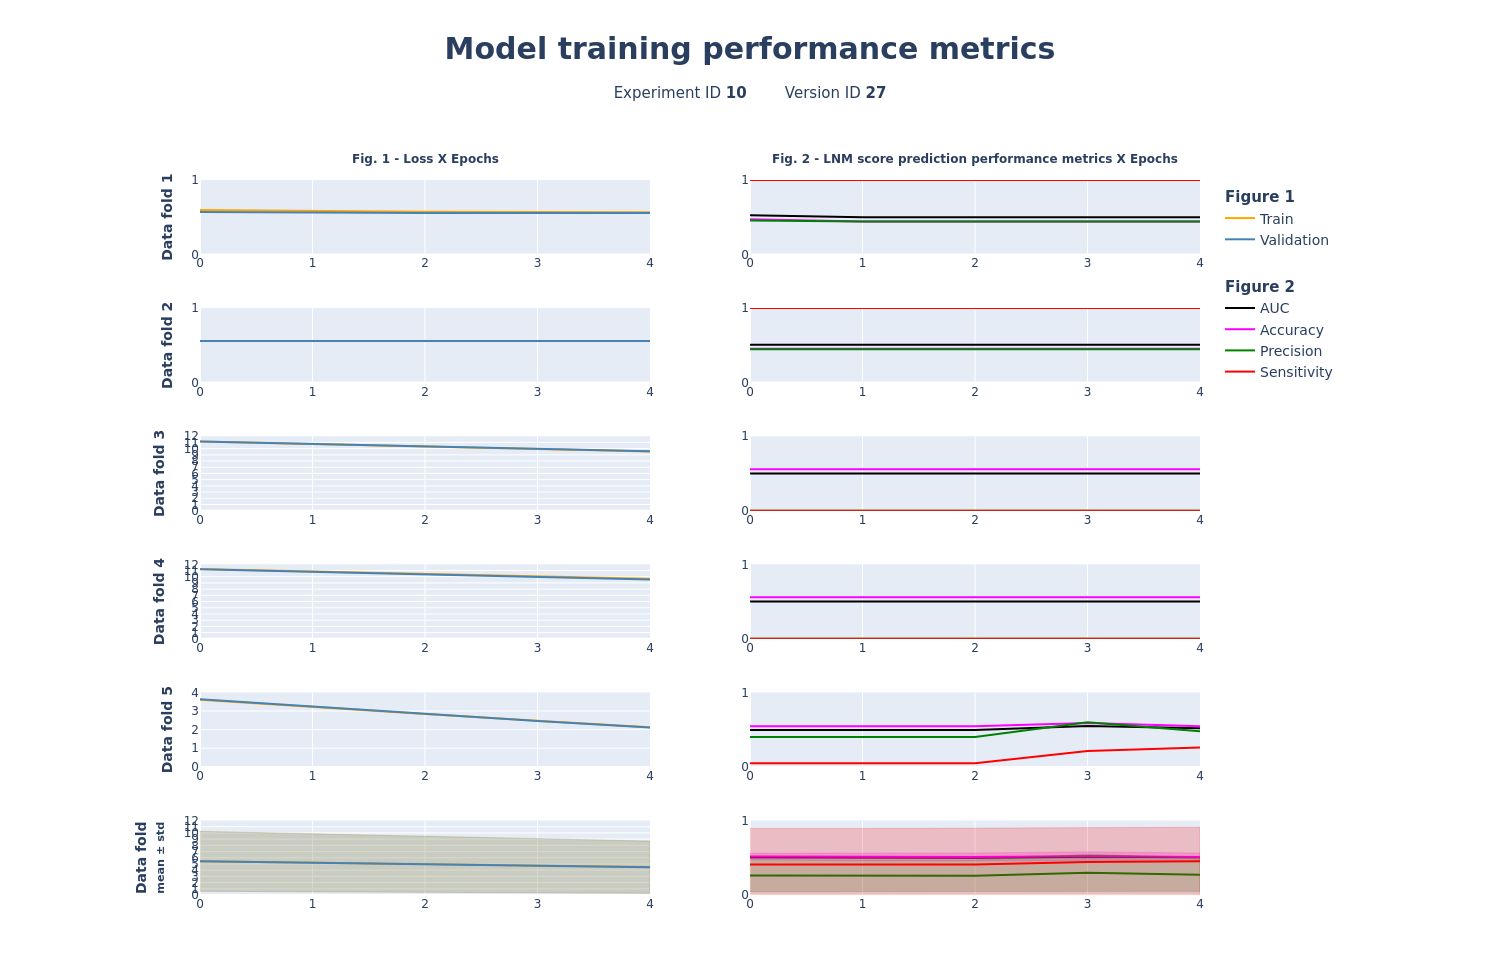 Model training performance metrics
Experiment ID 10 Version ID 27
Fig. 1 - Loss X Epochs
Fig. 2 - LNM score prediction performance metrics X Epochs
Data fold 1
1
0
0 1 2 3 4
1
0
0 1 2 3 4
Figure 1
Train
Validation
Figure 2
AUC
Accuracy
Precision
Sensitivity
Data fold 2
1
0
0 1 2 3 4
1
0
0 1 2 3 4
Data fold 3
12
11
10
9
8
7
6
5
4
3
2
1
0
0 1 2 3 4
1
0
0 1 2 3 4
Data fold 4
12
11
10
9
8
7
6
5
4
3
2
1
0
0 1 2 3 4
1
0
0 1 2 3 4
Data fold 5
4
3
2
1
0
0 1 2 3 4
1
0
0 1 2 3 4
Data fold
mean ± std
12
11
10
9
8
7
6
5
4
3
2
1
0
0 1 2 3 4
1
0
0 1 2 3 4